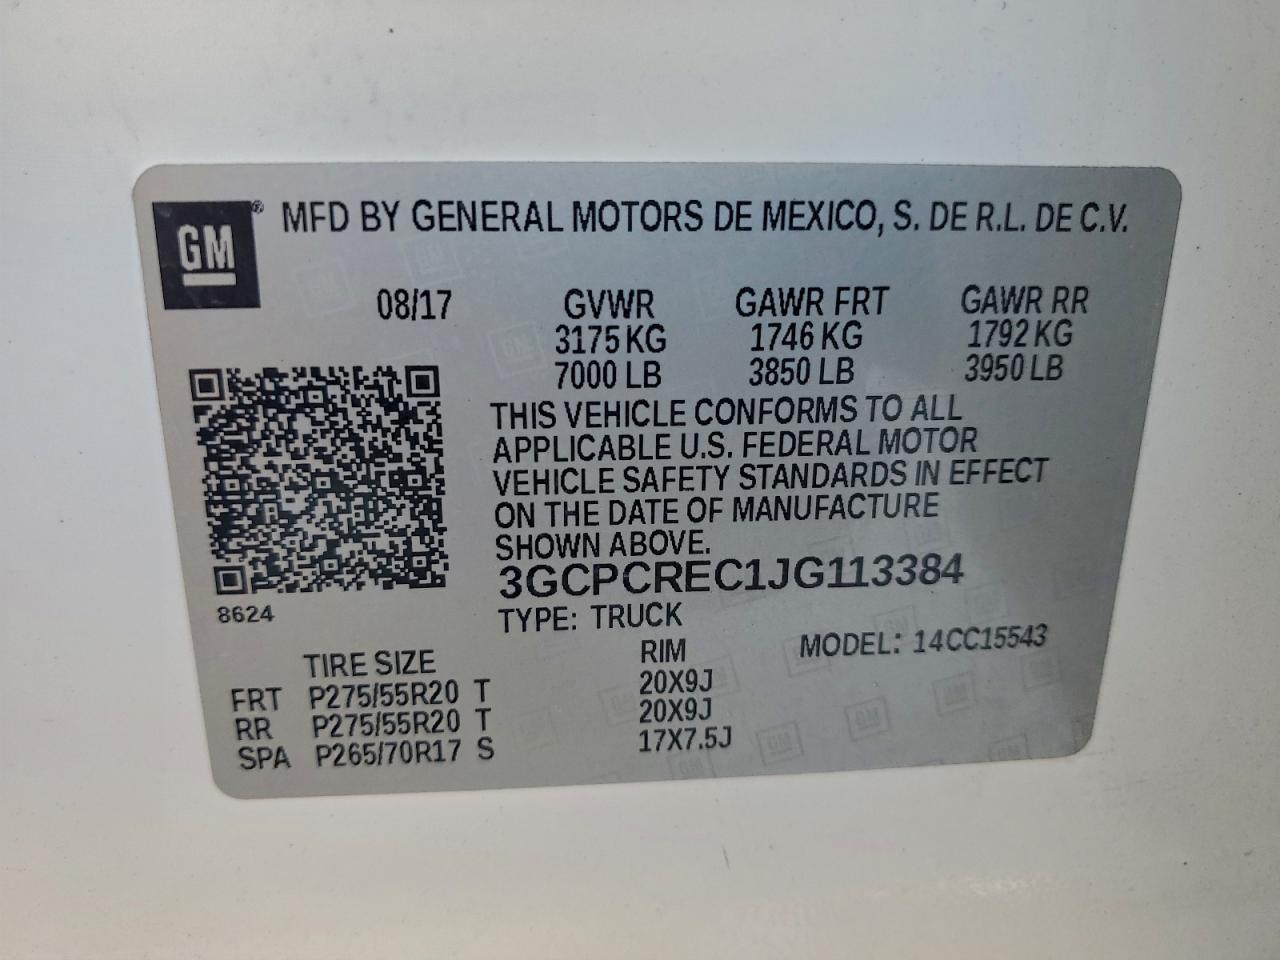 GM® MFD BY GENERAL MOTORS DE MEXICO, S. DE R.L. DE C.V.
08/17 GVWR GAWR FRT GAWR RR
3175 KG 1746 KG 1792 KG
7000 LB 3850 LB 3950 LB
THIS VEHICLE CONFORMS TO ALL
APPLICABLE U.S. FEDERAL MOTOR
VEHICLE SAFETY STANDARDS IN EFFECT
ON THE DATE OF MANUFACTURE
SHOWN ABOVE.
3GCPCREC1JG113384
8624
TYPE: TRUCK
MODEL: 14CC15543
TIRE SIZE RIM
FRT P275/55R20 T 20X9J
RR P275/55R20 T 20X9J
SPA P265/70R17 S 17X7.5J